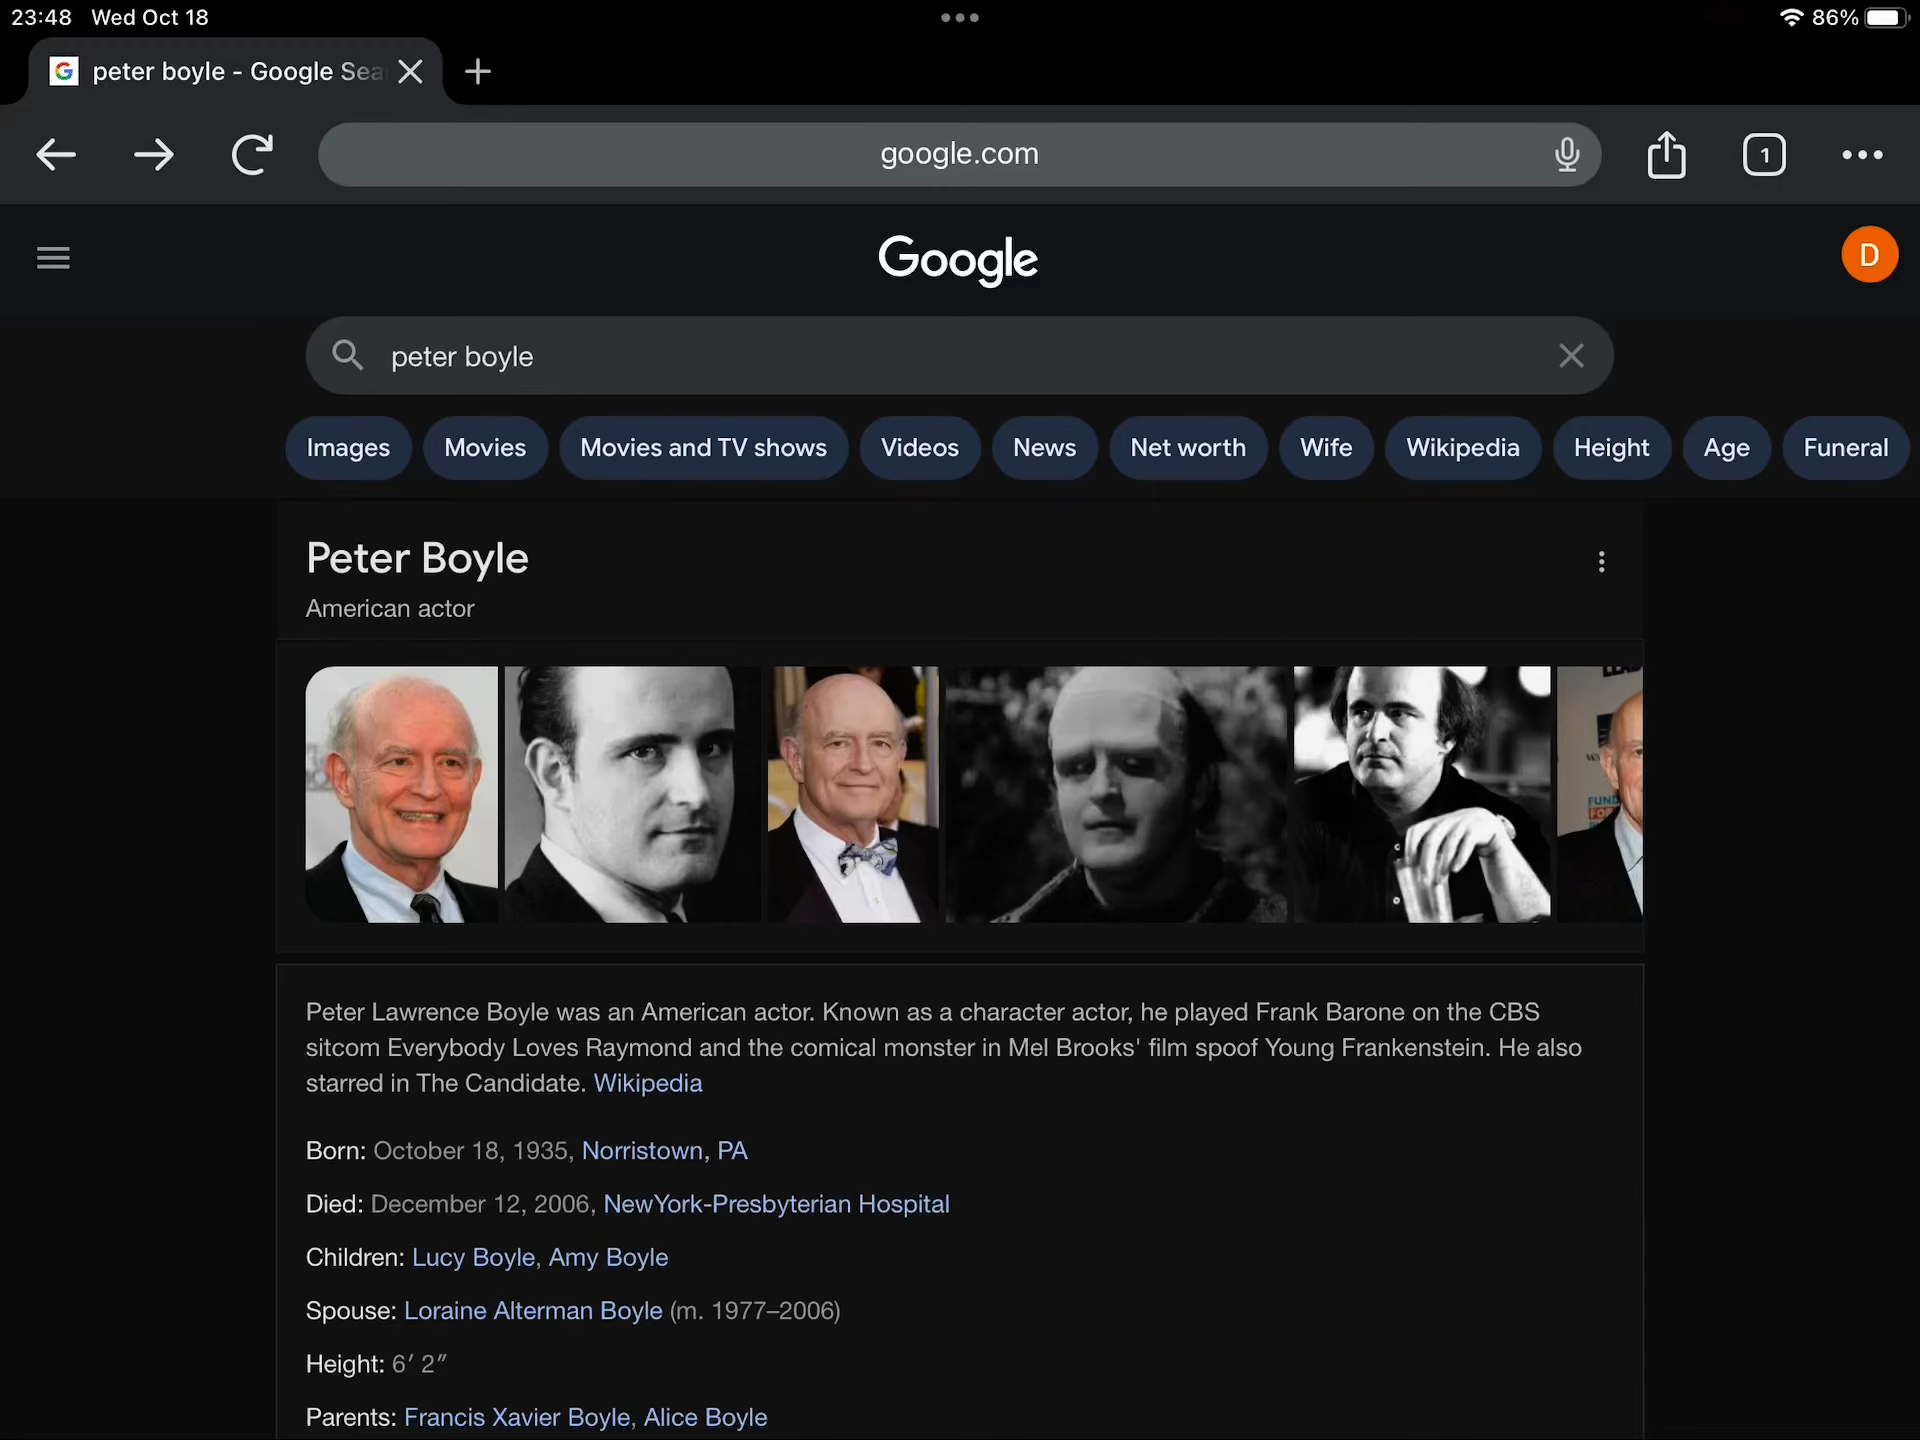 23:48 Wed Oct 18
86%
peter boyle - Google Sea
google.com
1
Google
D
peter boyle
Images Movies Movies and TV shows Videos News Net worth Wife Wikipedia Height Age Funeral
Peter Boyle
American actor
Peter Lawrence Boyle was an American actor. Known as a character actor, he played Frank Barone on the CBS
sitcom Everybody Loves Raymond and the comical monster in Mel Brooks' film spoof Young Frankenstein. He also
starred in The Candidate. Wikipedia
Born: October 18, 1935, Norristown, PA
Died: December 12, 2006, NewYork-Presbyterian Hospital
Children: Lucy Boyle, Amy Boyle
Spouse: Loraine Alterman Boyle (m. 1977–2006)
Height: 6′ 2″
Parents: Francis Xavier Boyle, Alice Boyle